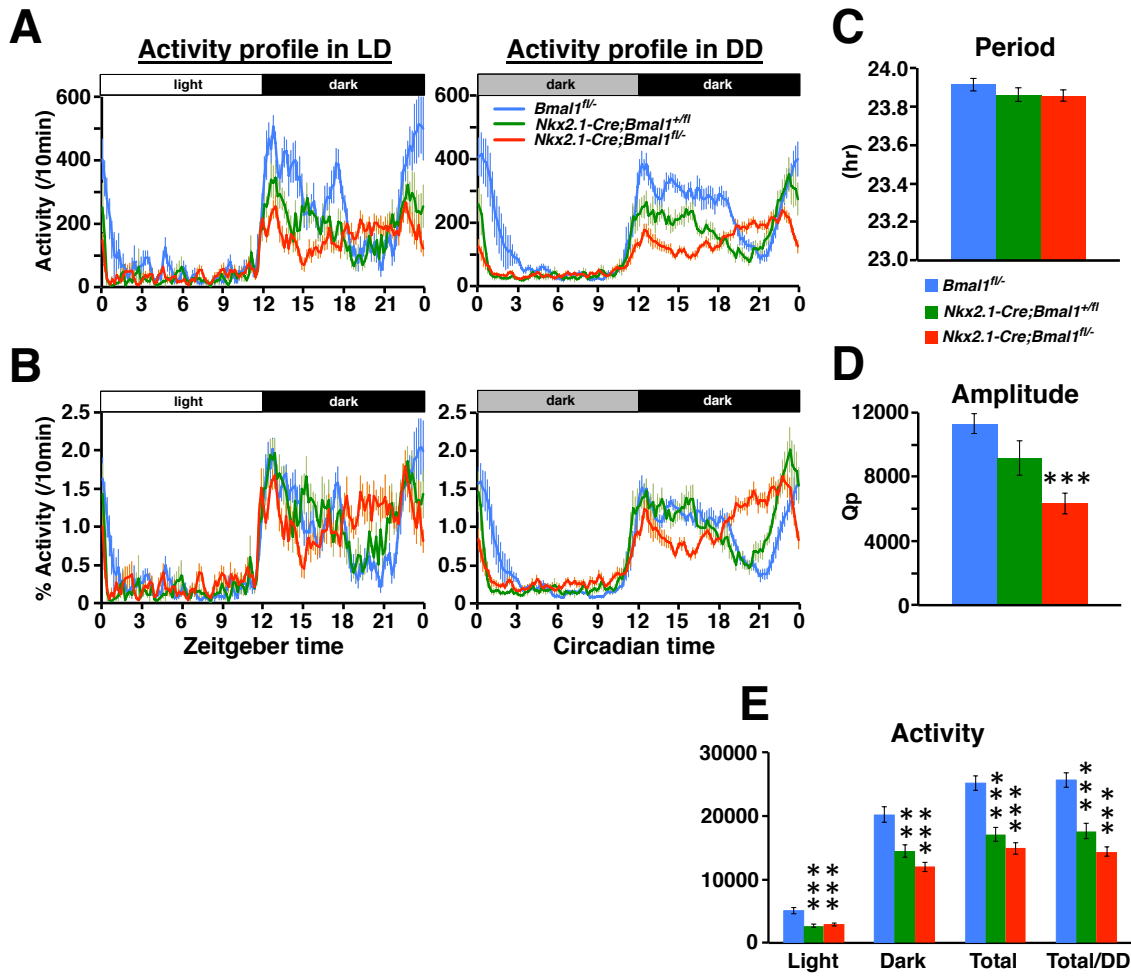 A
Activity profile in LD
Activity profile in DD
light
dark
dark
dark
Activity (/10min)
600
400
200
0
0 3 6 9 12 15 18 21 0
600
400
200
0
0 3 6 9 12 15 18 21 0
Bmal1fl/-
Nkx2.1-Cre;Bmal1+/fl
Nkx2.1-Cre;Bmal1fl/-
B
light
dark
dark
dark
% Activity (/10min)
2.5
2.0
1.5
1.0
0.5
0
0 3 6 9 12 15 18 21 0
Zeitgeber time
2.5
2.0
1.5
1.0
0.5
0
0 3 6 9 12 15 18 21 0
Circadian time
C
Period
(hr)
24.0
23.8
23.6
23.4
23.2
23.0
Bmal1fl/-
Nkx2.1-Cre;Bmal1+/fl
Nkx2.1-Cre;Bmal1fl/-
D
Amplitude
Qp
12000
8000
4000
0
***
E
Activity
30000
20000
10000
0
*** ***
** ***
*** ***
*** ***
Light Dark Total Total/DD